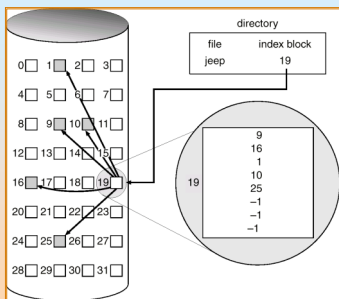 directory
file index block
jeep 19
0 1 2 3
4 5 6 7
8 9 10 11
12 13 14 15
16 17 18 19
20 21 22 23
24 25 26 27
28 29 30 31
19
9
16
1
10
25
–1
–1
–1